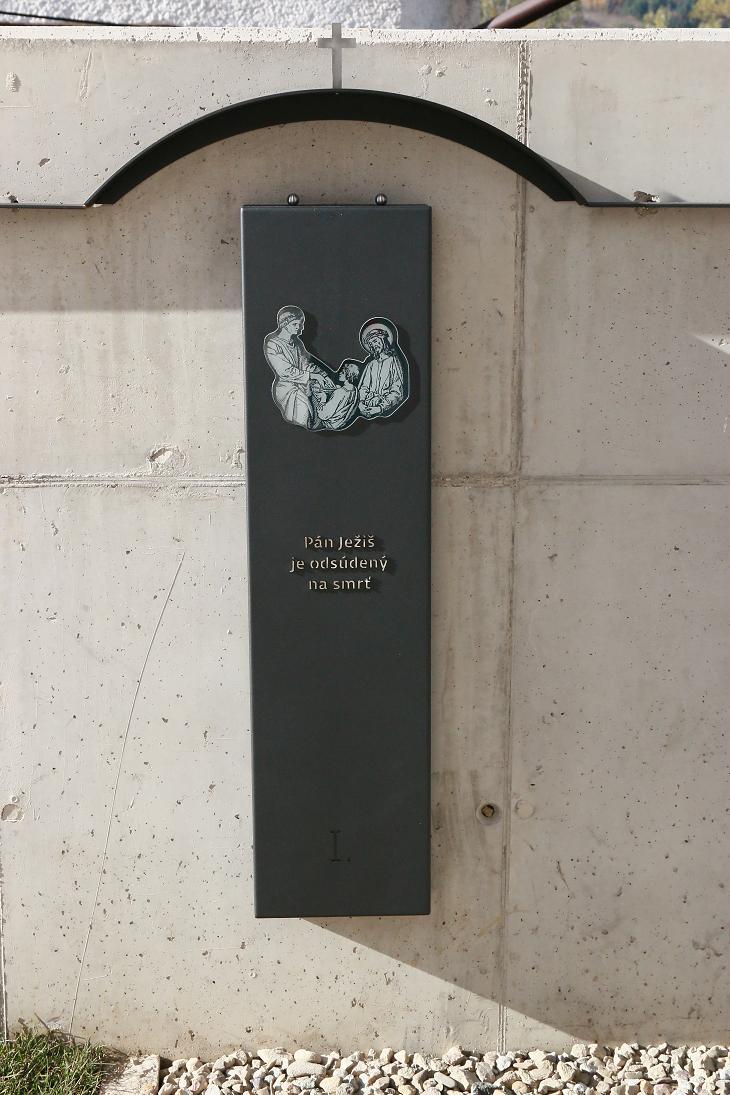 Pán Ježiš
je odsúdený
na smrť
I.